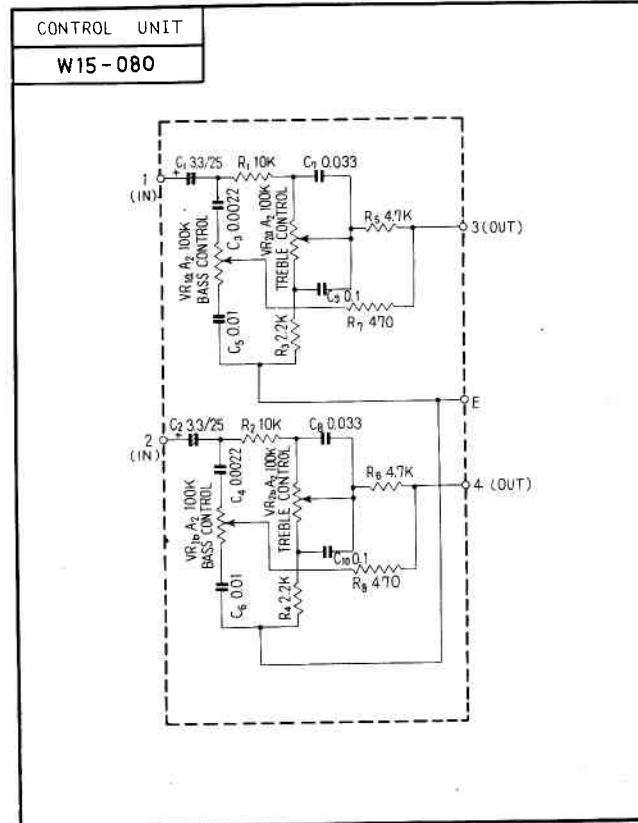 CONTROL UNIT
W15-080
C1 3.3/25
R1 10K
C7 0.033
1
(IN)
+
C3 0.0022
VR2a A2 100K
TREBLE CONTROL
R5 4.7K
3(OUT)
VR1a A2 100K
BASS CONTROL
C9 0.1
C5 0.01
R3 2.2K
R7 470
E
C2 3.3/25
R2 10K
C8 0.033
2
(IN)
+
C4 0.0022
VR2b A2 100K
TREBLE CONTROL
R6 4.7K
4 (OUT)
VR1b A2 100K
BASS CONTROL
C10 0.1
C6 0.01
R4 2.2K
R8 470